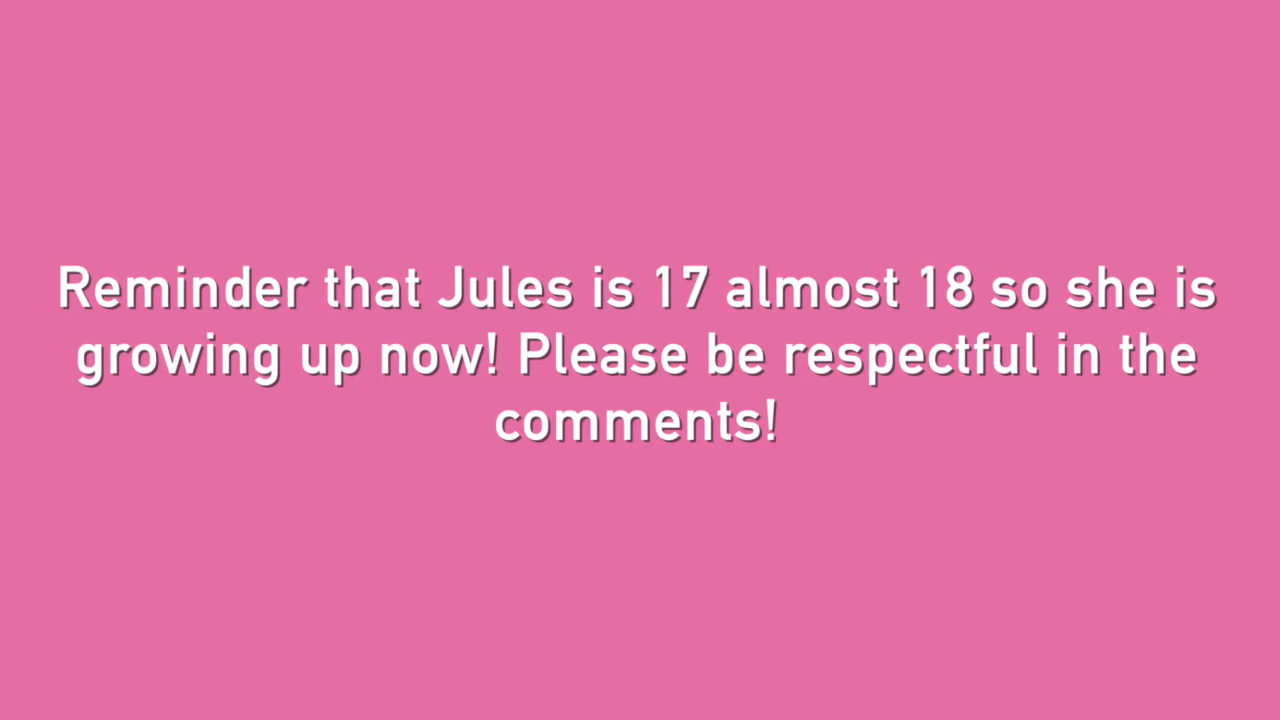 Reminder that Jules is 17 almost 18 so she is
growing up now! Please be respectful in the
comments!